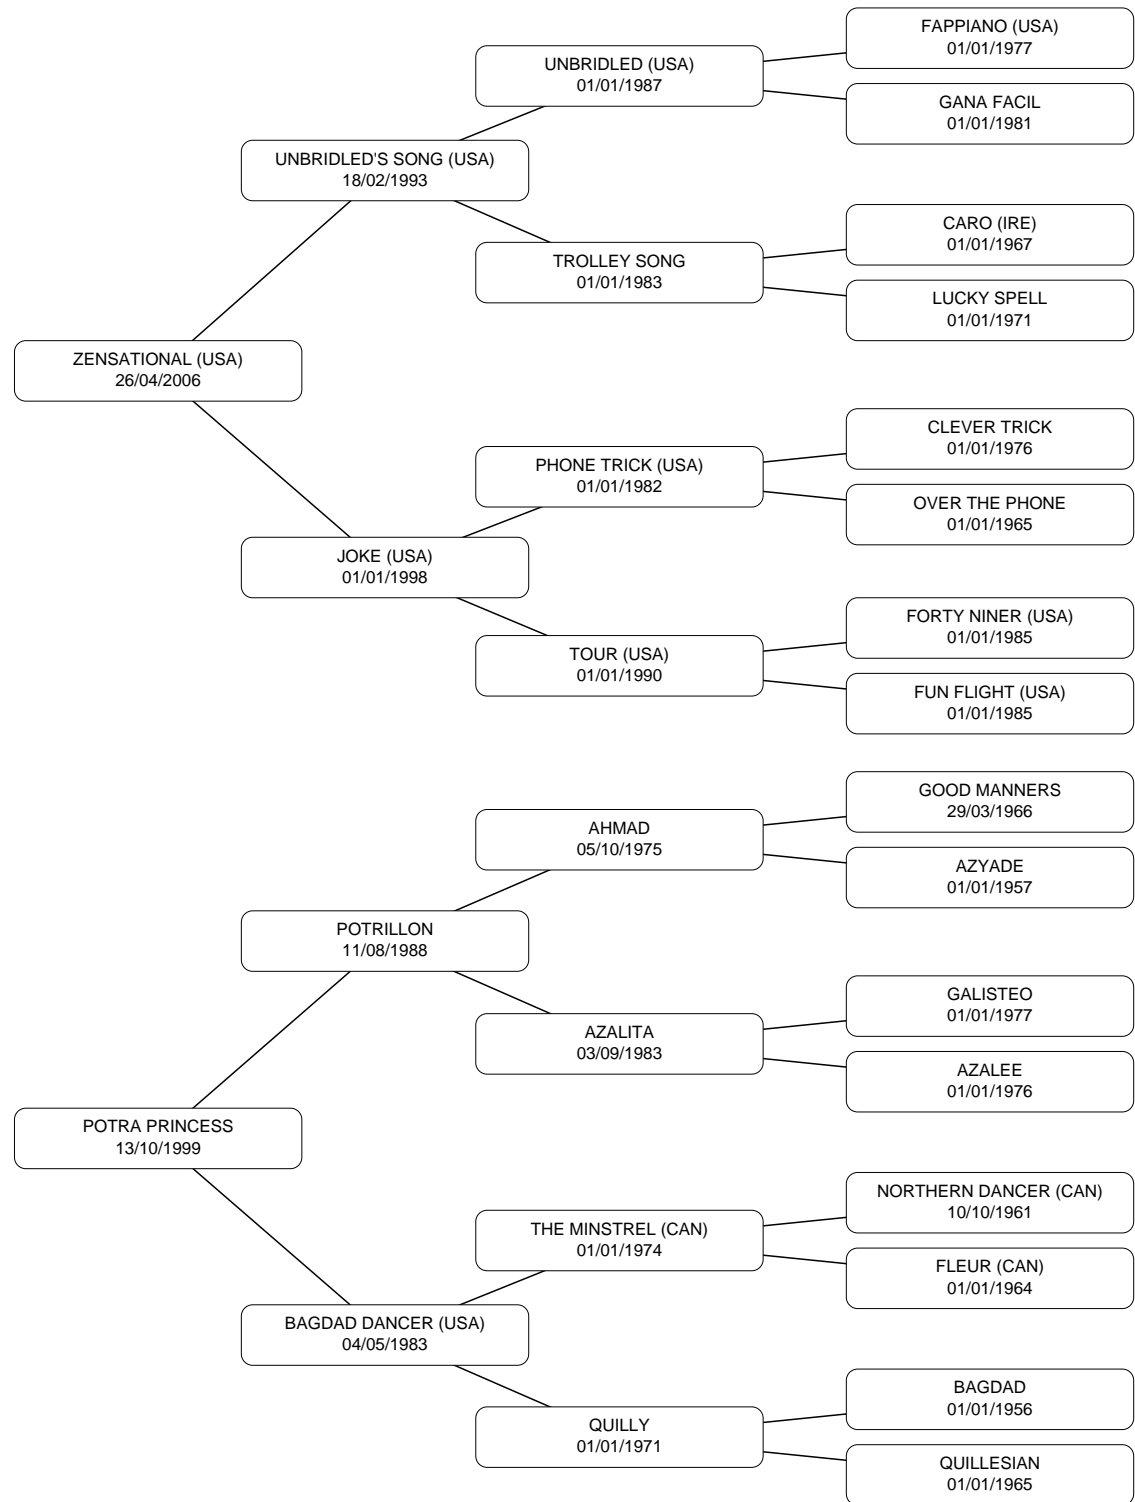 FAPPIANO (USA)
01/01/1977
UNBRIDLED (USA)
01/01/1987
GANA FACIL
01/01/1981
UNBRIDLED'S SONG (USA)
18/02/1993
CARO (IRE)
01/01/1967
TROLLEY SONG
01/01/1983
LUCKY SPELL
01/01/1971
ZENSATIONAL (USA)
26/04/2006
CLEVER TRICK
01/01/1976
PHONE TRICK (USA)
01/01/1982
OVER THE PHONE
01/01/1965
JOKE (USA)
01/01/1998
FORTY NINER (USA)
01/01/1985
TOUR (USA)
01/01/1990
FUN FLIGHT (USA)
01/01/1985
GOOD MANNERS
29/03/1966
AHMAD
05/10/1975
AZYADE
01/01/1957
POTRILLON
11/08/1988
GALISTEO
01/01/1977
AZALITA
03/09/1983
AZALEE
01/01/1976
POTRA PRINCESS
13/10/1999
NORTHERN DANCER (CAN)
10/10/1961
THE MINSTREL (CAN)
01/01/1974
FLEUR (CAN)
01/01/1964
BAGDAD DANCER (USA)
04/05/1983
BAGDAD
01/01/1956
QUILLY
01/01/1971
QUILLESIAN
01/01/1965